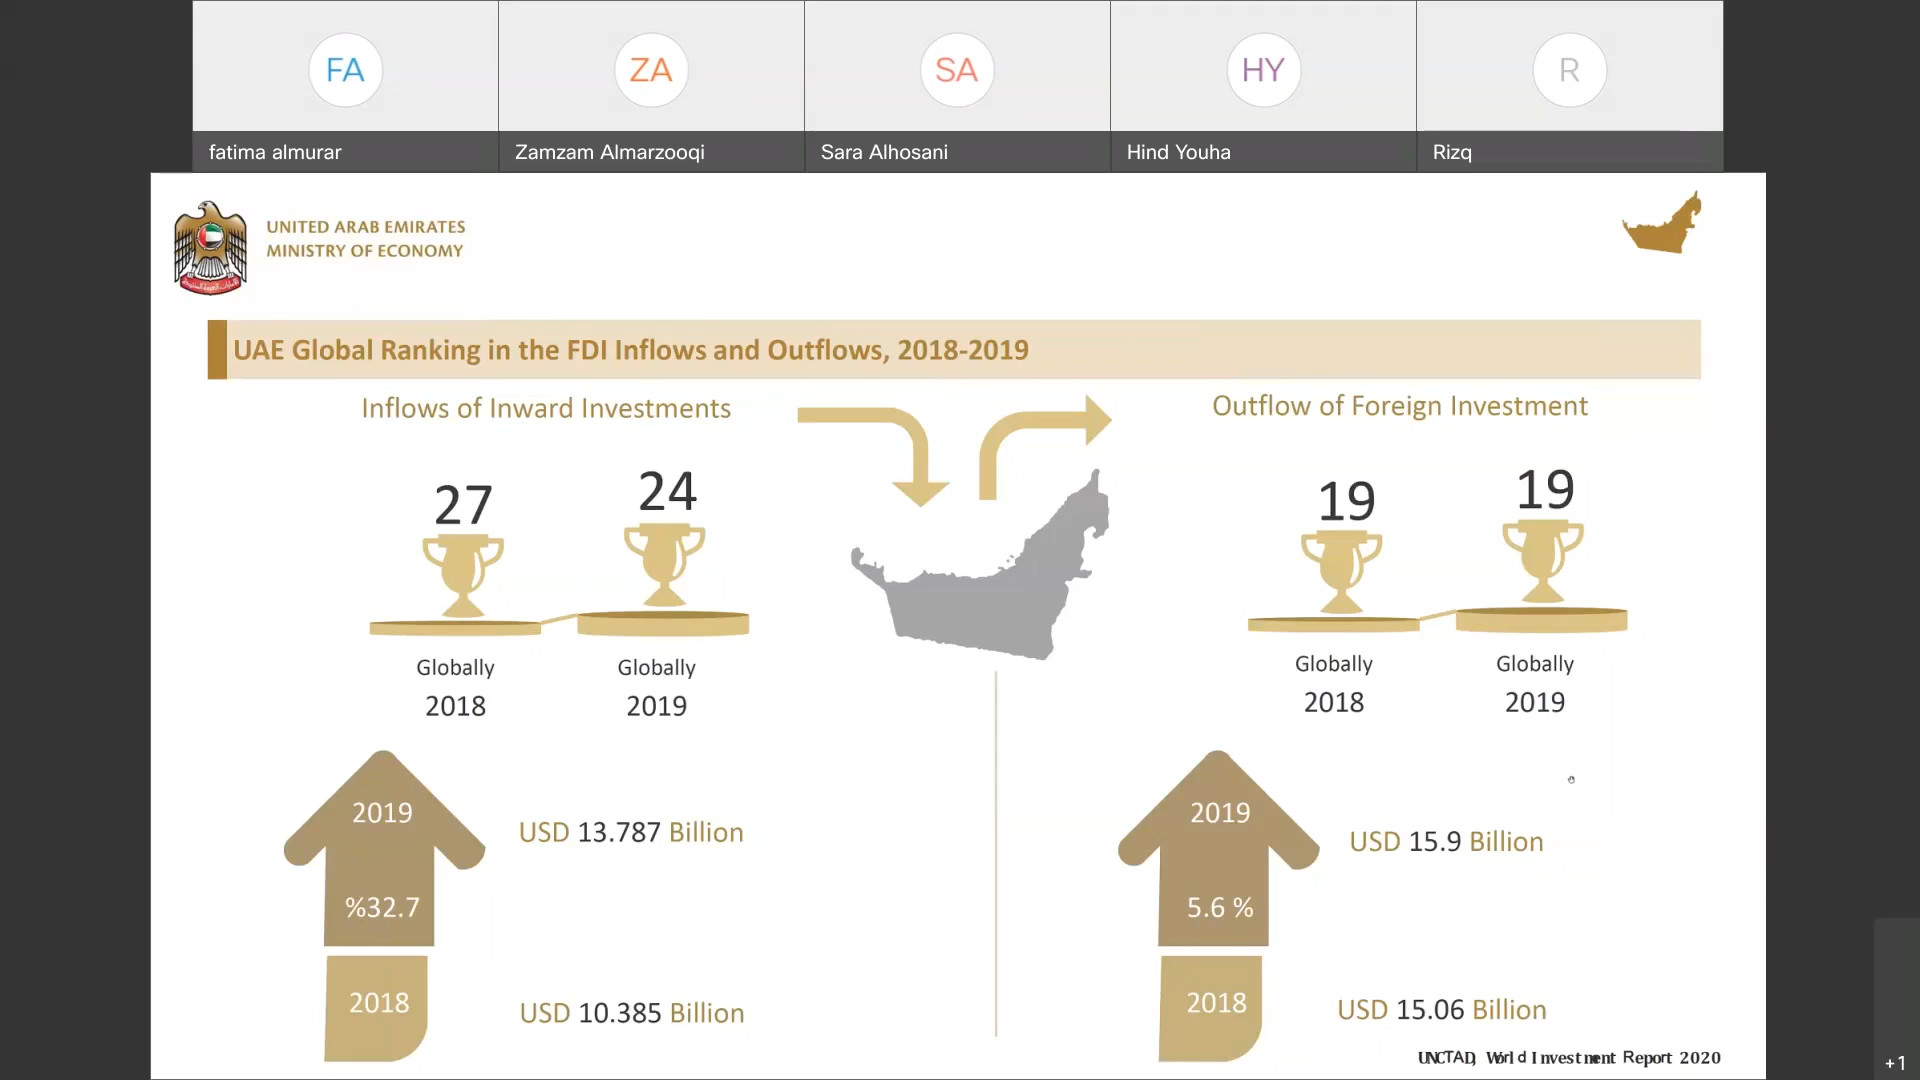 FA
ZA
SA
HY
R
fatima almurar
Zamzam Almarzooqi
Sara Alhosani
Hind Youha
Rizq
UNITED ARAB EMIRATES
MINISTRY OF ECONOMY
UAE Global Ranking in the FDI Inflows and Outflows, 2018-2019
Inflows of Inward Investments
Outflow of Foreign Investment
27
24
19
19
Globally
2018
Globally
2019
Globally
2018
Globally
2019
2019
%32.7
USD 13.787 Billion
2018
USD 10.385 Billion
2019
5.6 %
USD 15.9 Billion
2018
USD 15.06 Billion
UNCTAD, World Investment Report 2020
+1